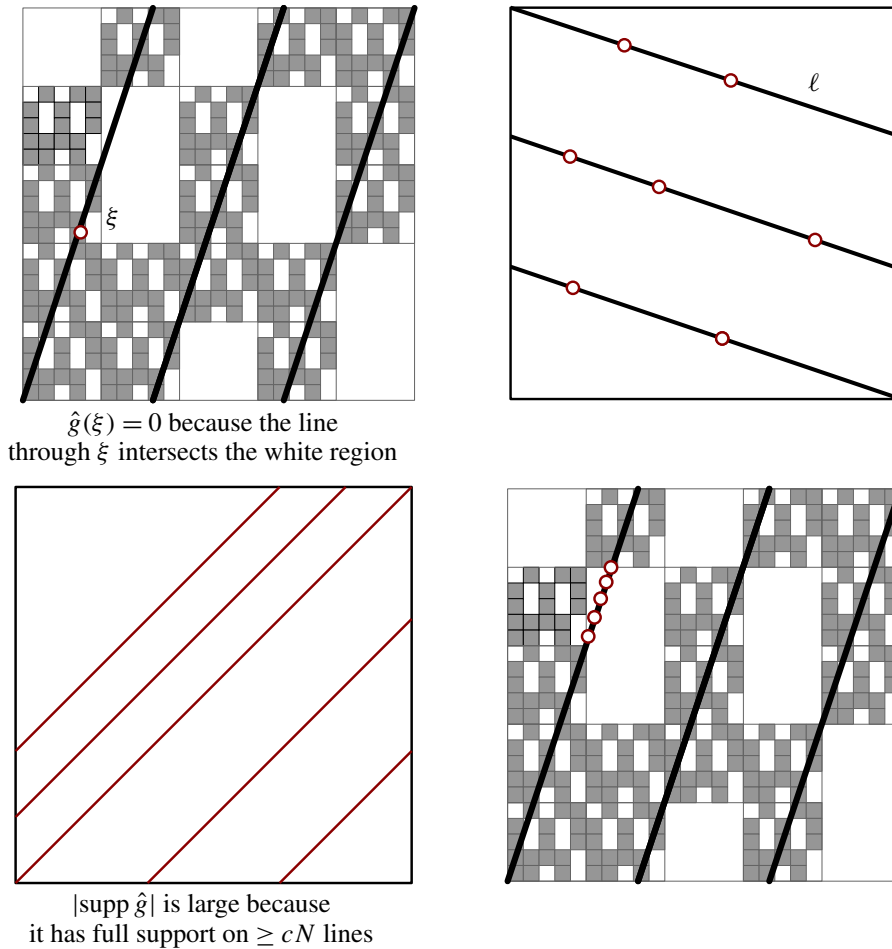 ℓ
ξ
ĝ(ξ) = 0 because the line
through ξ intersects the white region
|supp ĝ| is large because
it has full support on ≥ cN lines